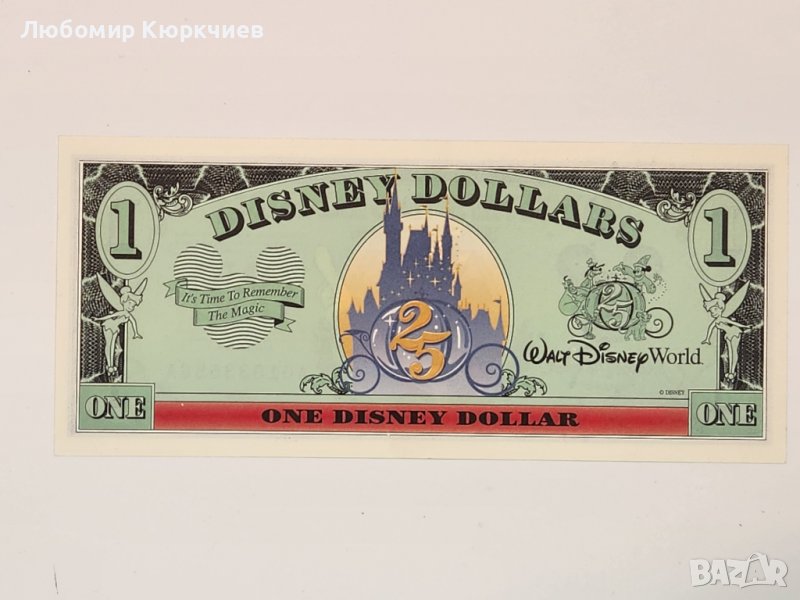 Любомир Кюркчиев
DISNEY DOLLARS
1
1
It's Time To Remember
The Magic
25
25
WALT DISNEY World.
© DISNEY
ONE
ONE DISNEY DOLLAR
ONE
BAZAR